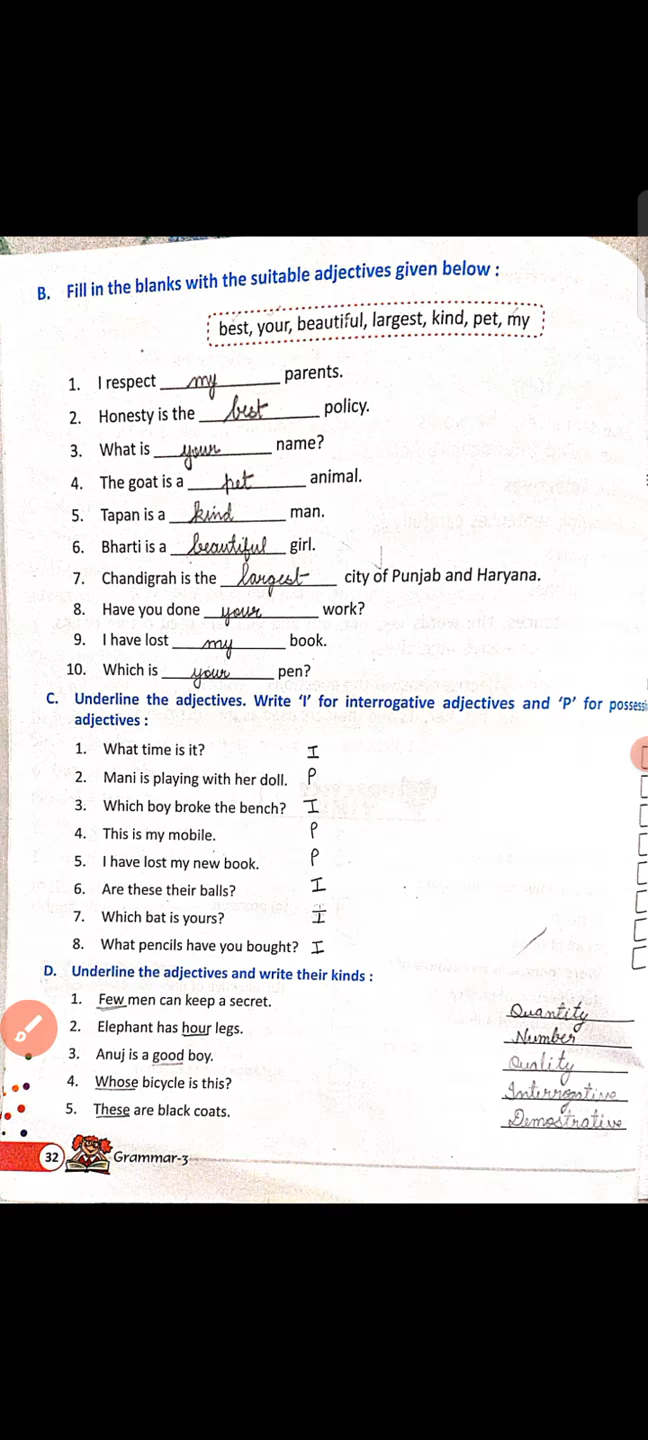 B. Fill in the blanks with the suitable adjectives given below :
best, your, beautiful, largest, kind, pet, my
1. I respect my parents.
2. Honesty is the best policy.
3. What is your name?
4. The goat is a pet animal.
5. Tapan is a kind man.
6. Bharti is a beautiful girl.
7. Chandigrah is the largest city of Punjab and Haryana.
8. Have you done your work?
9. I have lost my book.
10. Which is your pen?
C. Underline the adjectives. Write 'I' for interrogative adjectives and 'P' for possessi
adjectives :
1. What time is it? I
2. Mani is playing with her doll. P
3. Which boy broke the bench? I
4. This is my mobile. P
5. I have lost my new book. P
6. Are these their balls? I
7. Which bat is yours? I
8. What pencils have you bought? I
D. Underline the adjectives and write their kinds :
1. Few men can keep a secret. Quantity
2. Elephant has hour legs. Number
3. Anuj is a good boy. Quality
4. Whose bicycle is this? Interrogative
5. These are black coats. Demostrative
32 Grammar-3